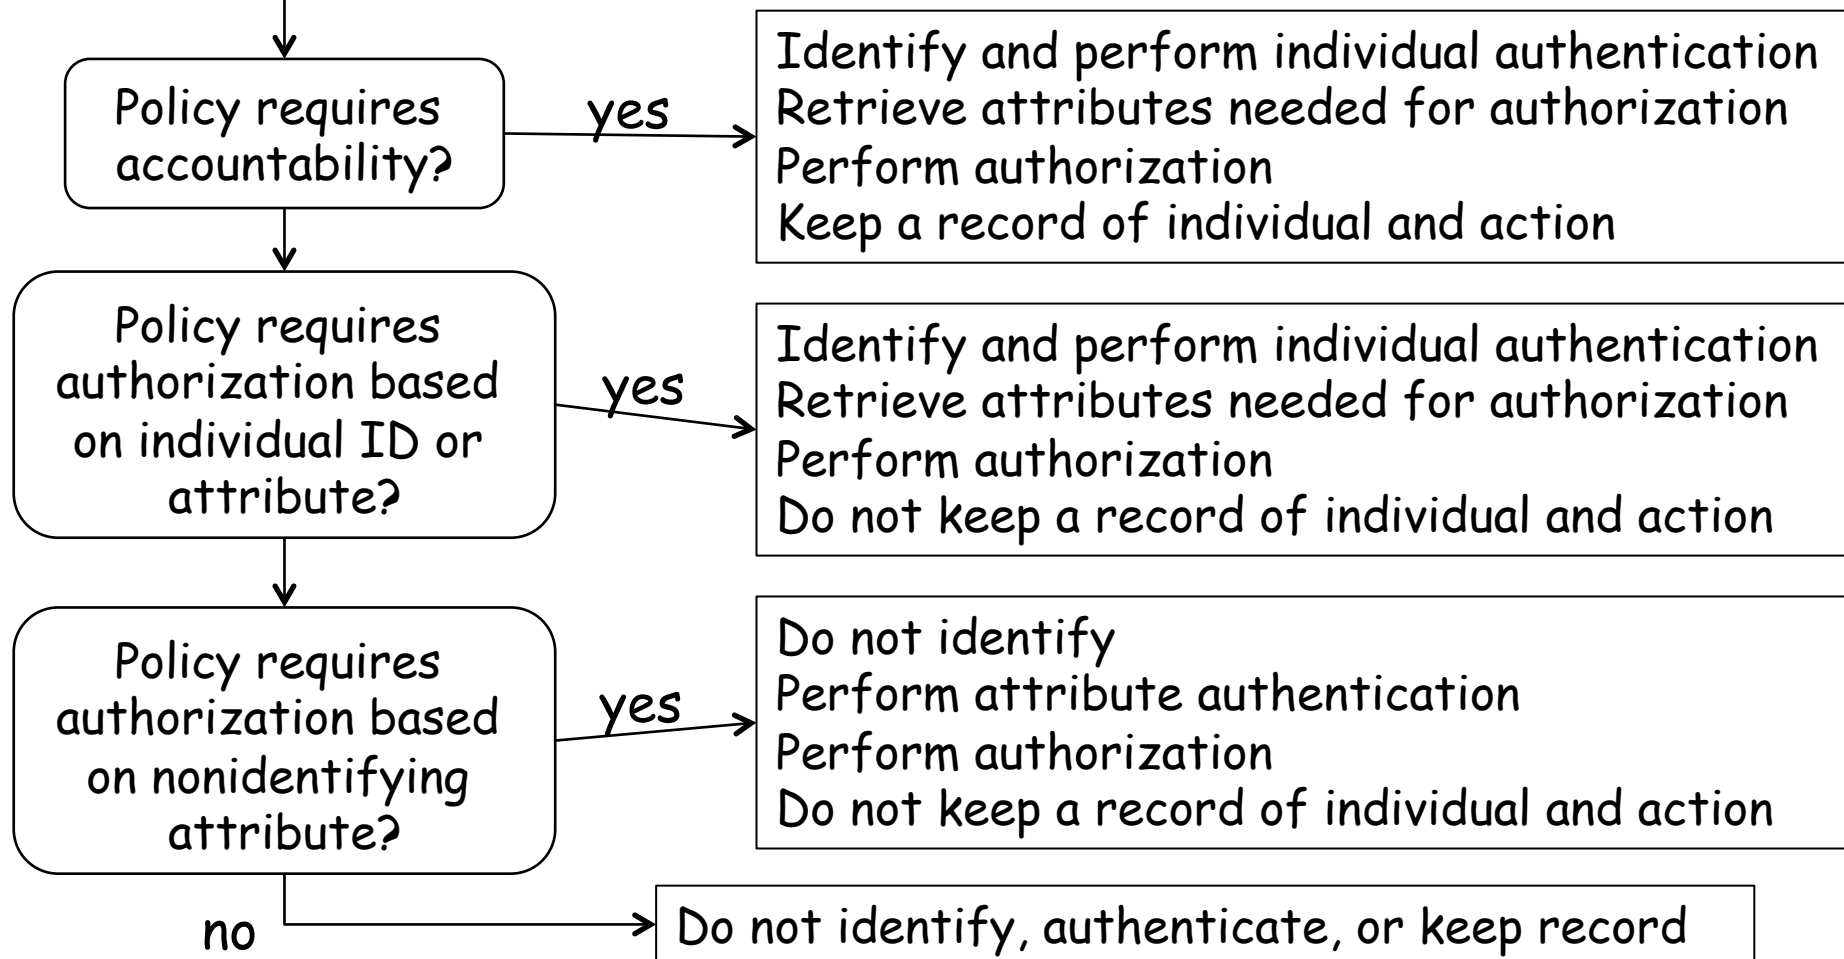 Policy requires
accountability?
yes
Identify and perform individual authentication
Retrieve attributes needed for authorization
Perform authorization
Keep a record of individual and action
Policy requires
authorization based
on individual ID or
attribute?
yes
Identify and perform individual authentication
Retrieve attributes needed for authorization
Perform authorization
Do not keep a record of individual and action
Policy requires
authorization based
on nonidentifying
attribute?
yes
Do not identify
Perform attribute authentication
Perform authorization
Do not keep a record of individual and action
no
Do not identify, authenticate, or keep record